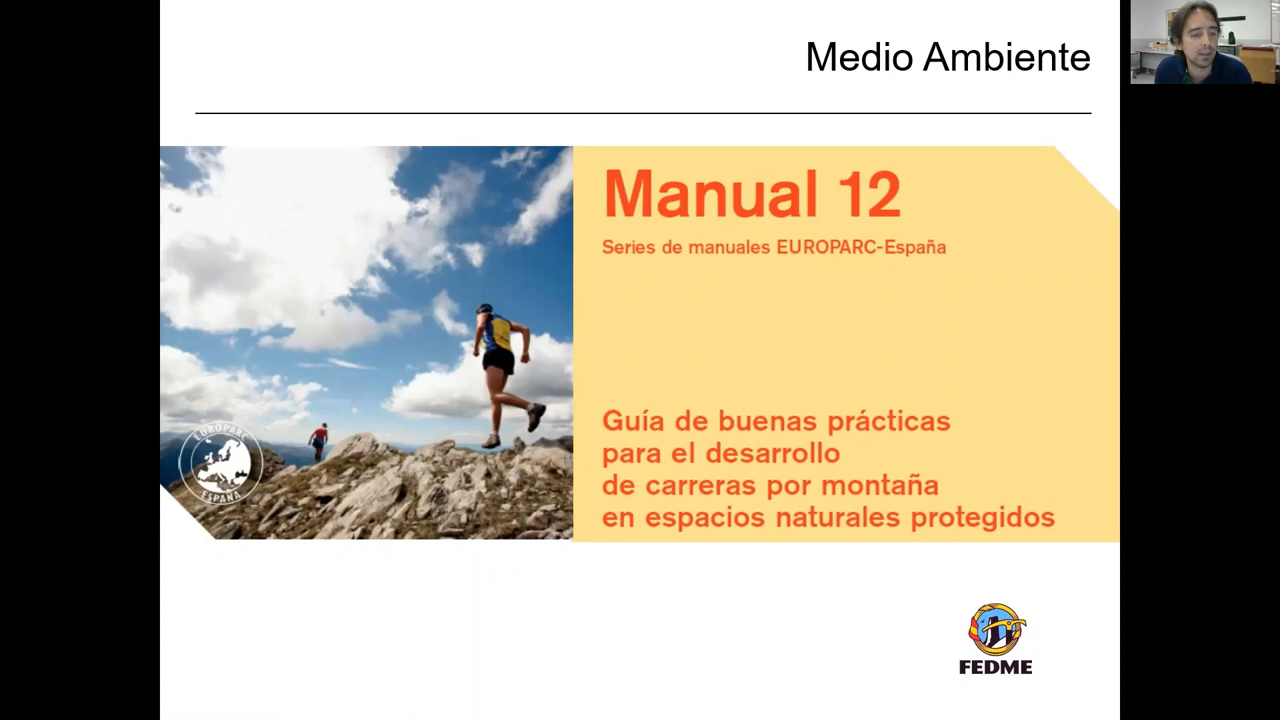 Medio Ambiente
Manual 12
Series de manuales EUROPARC-España
Guía de buenas prácticas
para el desarrollo
de carreras por montaña
en espacios naturales protegidos
EUROPARC
ESPAÑA
FEDME